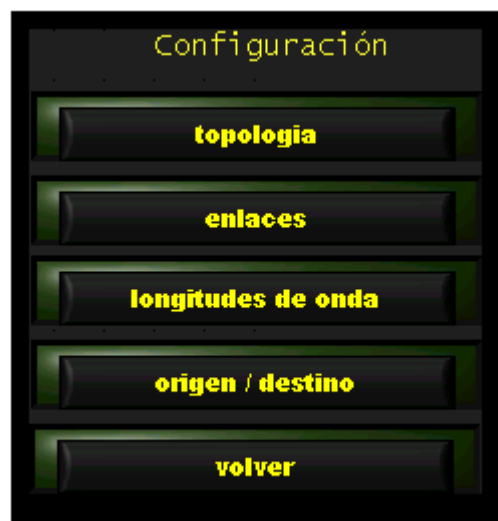 Configuración
topologia
enlaces
longitudes de onda
origen / destino
volver